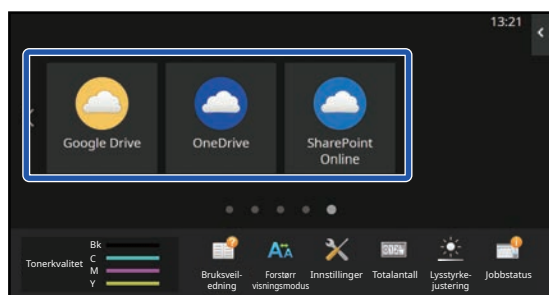 13:21
Google Drive
OneDrive
SharePoint
Online
Tonerkvalitet
Bk
C
M
Y
Bruksveil-
edning
Forstørr
visningsmodus
Innstillinger
Totalantall
Lysstyrke-
justering
Jobbstatus